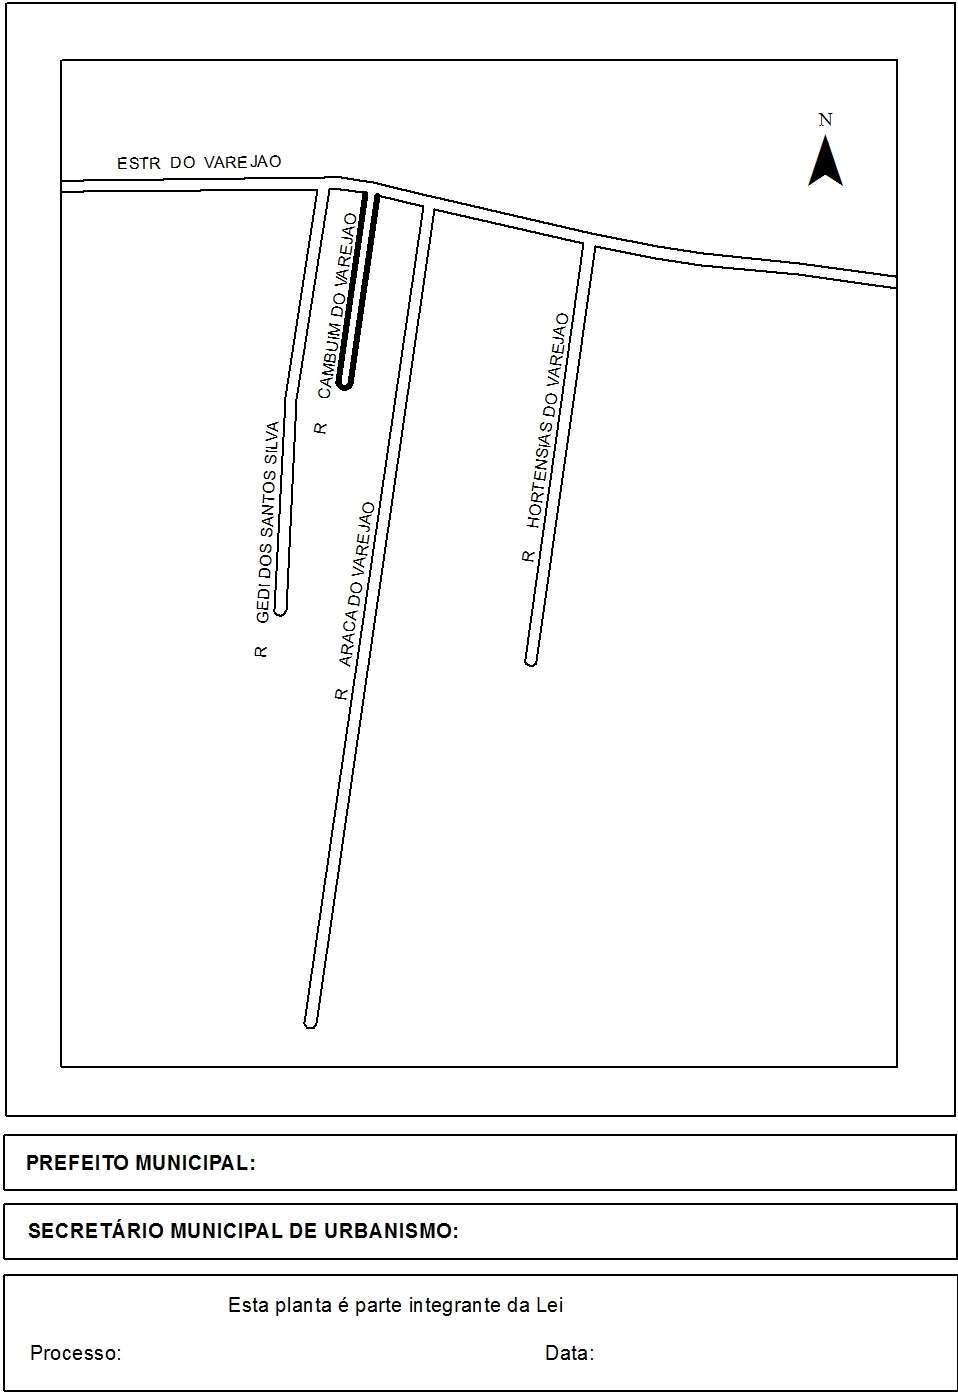 N
ESTR DO VAREJAO
R CAMBUIM DO VAREJAO
R GEDI DOS SANTOS SILVA
R ARACA DO VAREJAO
R HORTENSIAS DO VAREJAO
PREFEITO MUNICIPAL:
SECRETÁRIO MUNICIPAL DE URBANISMO:
Esta planta é parte integrante da Lei
Processo: Data: